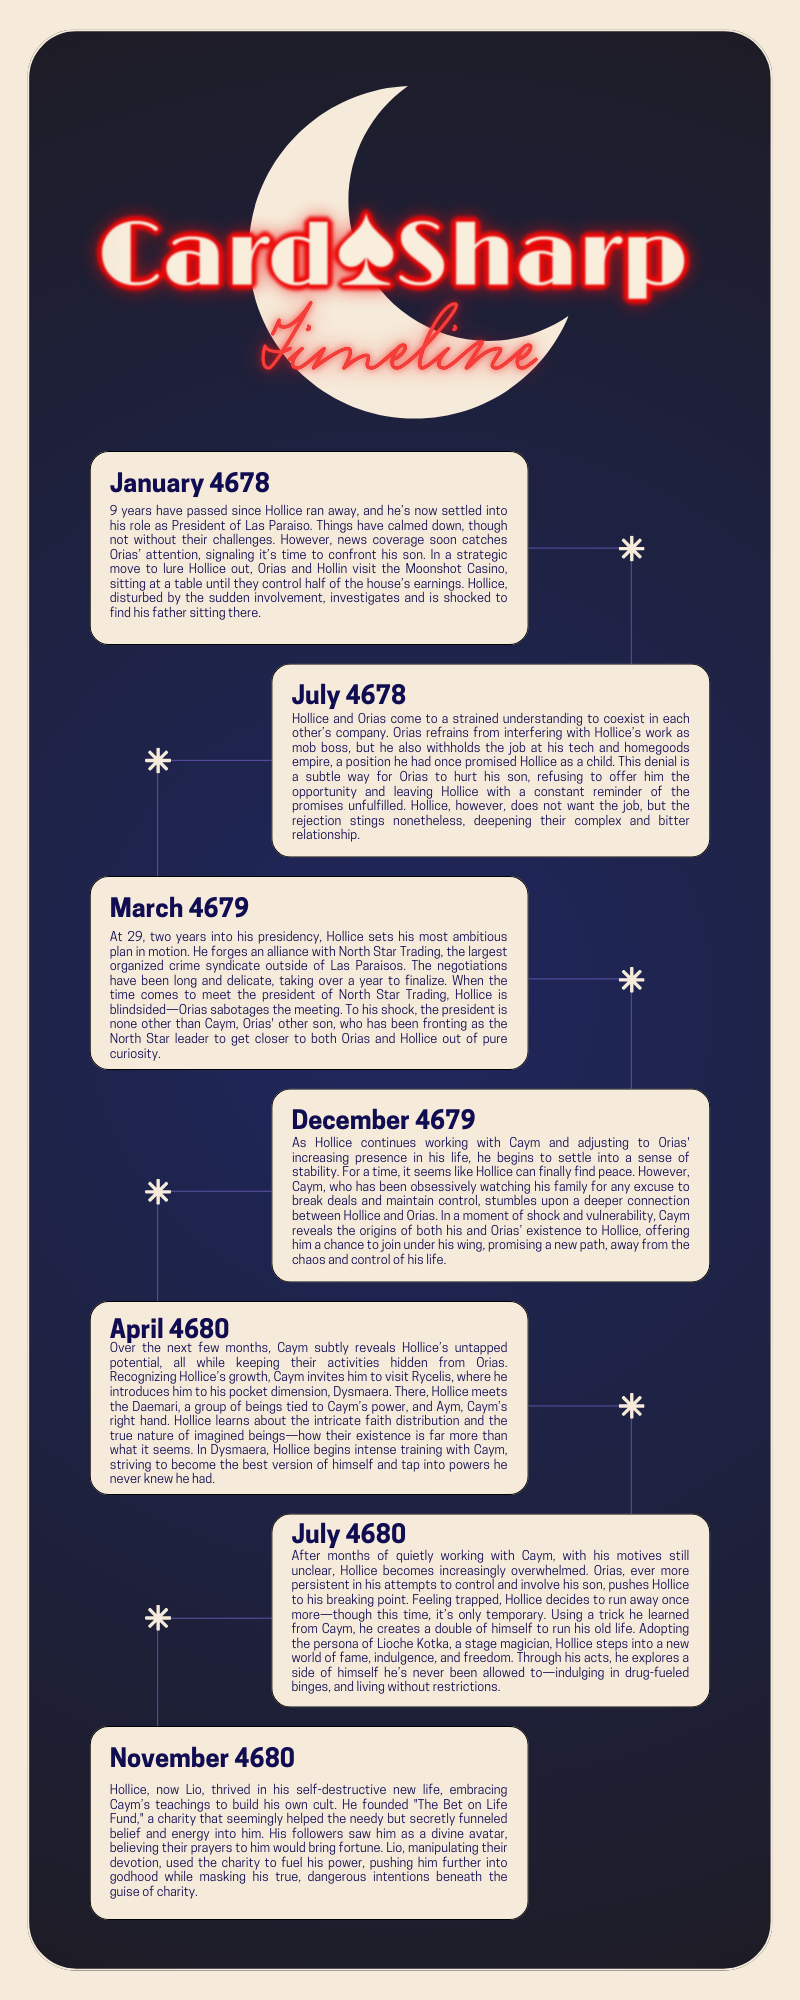 Card♠Sharp
Timeline
January 4678
9 years have passed since Hollice ran away, and he's now settled into
his role as President of Las Paraiso. Things have calmed down, though
not without their challenges. However, news coverage soon catches
Orias' attention, signaling it's time to confront his son. In a strategic
move to lure Hollice out, Orias and Hollin visit the Moonshot Casino,
sitting at a table until they control half of the house's earnings. Hollice,
disturbed by the sudden involvement, investigates and is shocked to
find his father sitting there.
July 4678
Hollice and Orias come to a strained understanding to coexist in each
other's company. Orias refrains from interfering with Hollice's work as
mob boss, but he also withholds the job at his tech and homegoods
empire, a position he had once promised Hollice as a child. This denial is
a subtle way for Orias to hurt his son, refusing to offer him the
opportunity and leaving Hollice with a constant reminder of the
promises unfulfilled. Hollice, however, does not want the job, but the
rejection stings nonetheless, deepening their complex and bitter
relationship.
March 4679
At 29, two years into his presidency, Hollice sets his most ambitious
plan in motion. He forges an alliance with North Star Trading, the largest
organized crime syndicate outside of Las Paraisos. The negotiations
have been long and delicate, taking over a year to finalize. When the
time comes to meet the president of North Star Trading, Hollice is
blindsided—Orias sabotages the meeting. To his shock, the president is
none other than Caym, Orias' other son, who has been fronting as the
North Star leader to get closer to both Orias and Hollice out of pure
curiosity.
December 4679
As Hollice continues working with Caym and adjusting to Orias'
increasing presence in his life, he begins to settle into a sense of
stability. For a time, it seems like Hollice can finally find peace. However,
Caym, who has been obsessively watching his family for any excuse to
break deals and maintain control, stumbles upon a deeper connection
between Hollice and Orias. In a moment of shock and vulnerability, Caym
reveals the origins of both his and Orias' existence to Hollice, offering
him a chance to join under his wing, promising a new path, away from the
chaos and control of his life.
April 4680
Over the next few months, Caym subtly reveals Hollice's untapped
potential, all while keeping their activities hidden from Orias.
Recognizing Hollice's growth, Caym invites him to visit Rycelis, where he
introduces him to his pocket dimension, Dysmaera. There, Hollice meets
the Daemari, a group of beings tied to Caym's power, and Aym, Caym's
right hand. Hollice learns about the intricate faith distribution and the
true nature of imagined beings—how their existence is far more than
what it seems. In Dysmaera, Hollice begins intense training with Caym,
striving to become the best version of himself and tap into powers he
never knew he had.
July 4680
After months of quietly working with Caym, with his motives still
unclear, Hollice becomes increasingly overwhelmed. Orias, ever more
persistent in his attempts to control and involve his son, pushes Hollice
to his breaking point. Feeling trapped, Hollice decides to run away once
more—though this time, it's only temporary. Using a trick he learned
from Caym, he creates a double of himself to run his old life. Adopting
the persona of Lioche Kotka, a stage magician, Hollice steps into a new
world of fame, indulgence, and freedom. Through his acts, he explores a
side of himself he's never been allowed to—indulging in drug-fueled
binges, and living without restrictions.
November 4680
Hollice, now Lio, thrived in his self-destructive new life, embracing
Caym's teachings to build his own cult. He founded "The Bet on Life
Fund," a charity that seemingly helped the needy but secretly funneled
belief and energy into him. His followers saw him as a divine avatar,
believing their prayers to him would bring fortune. Lio, manipulating their
devotion, used the charity to fuel his power, pushing him further into
godhood while masking his true, dangerous intentions beneath the
guise of charity.